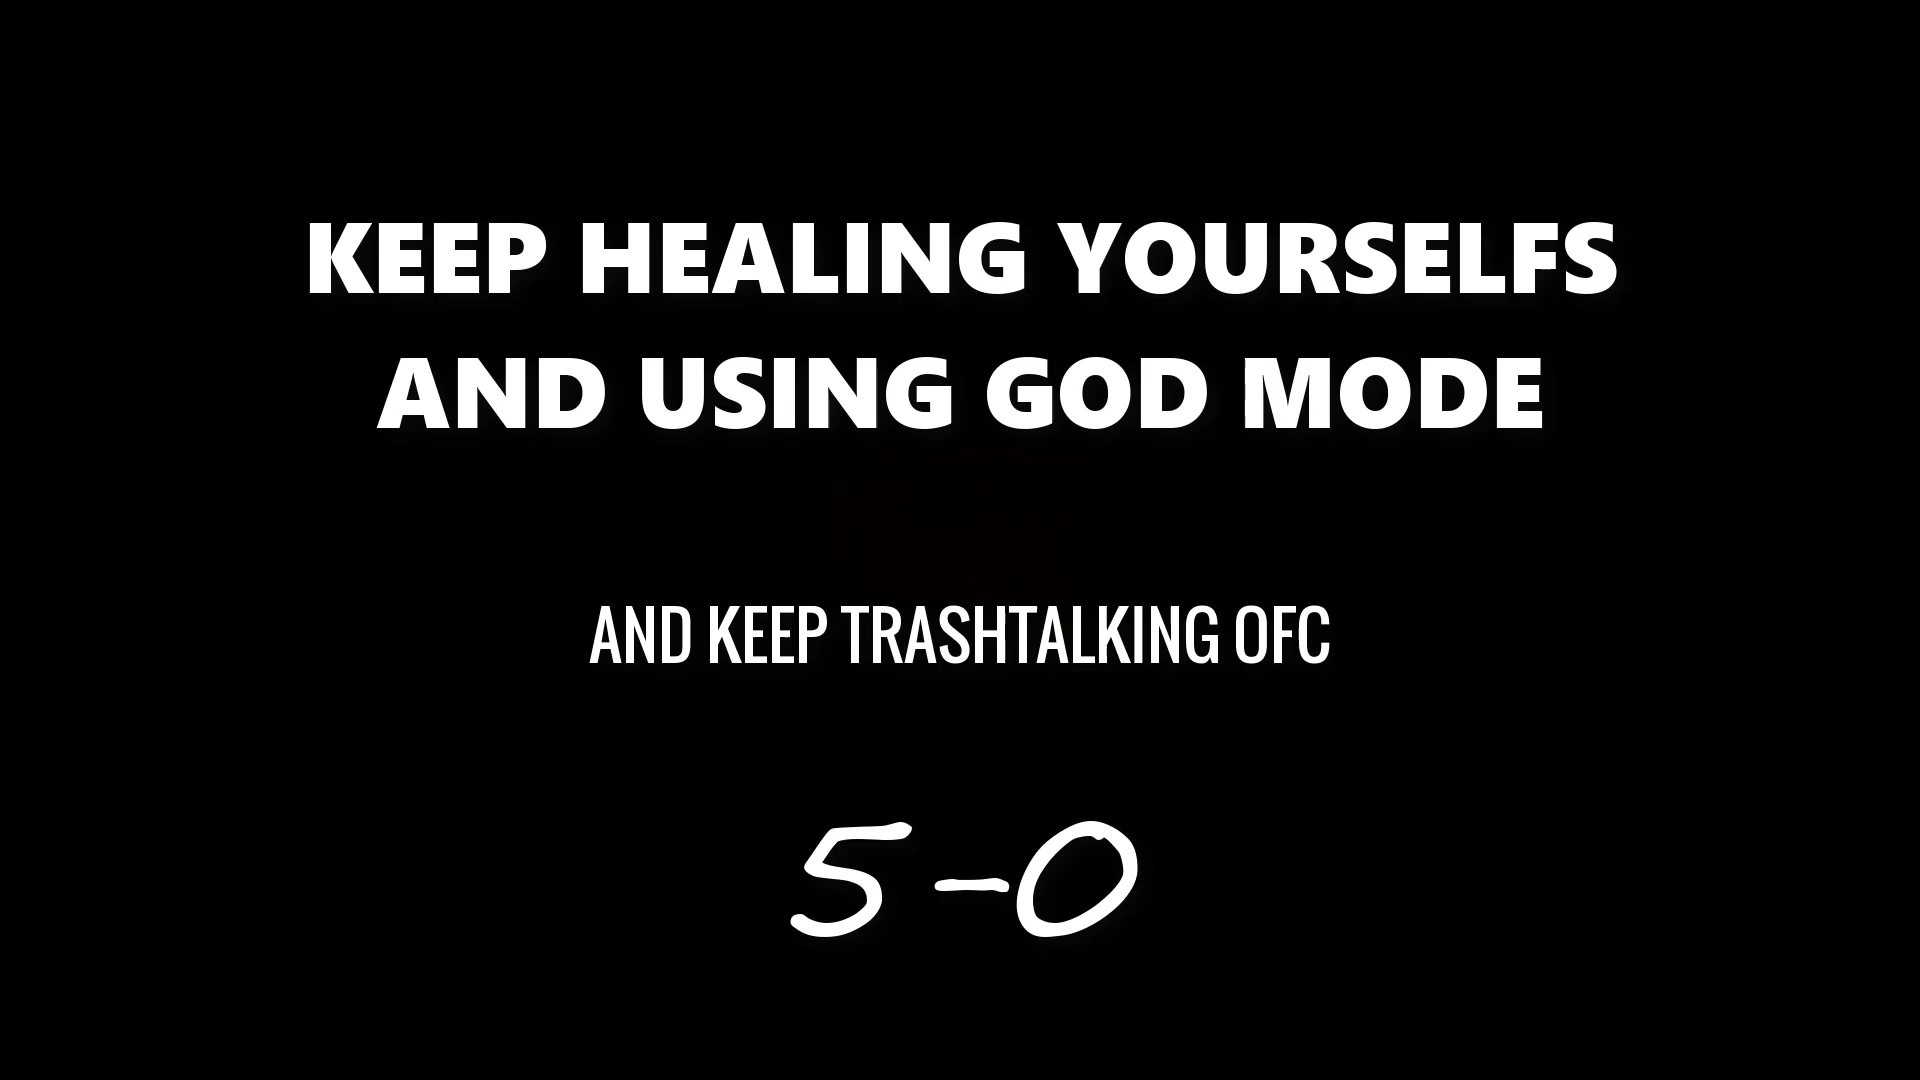 KEEP HEALING YOURSELFS
AND USING GOD MODE
AND KEEP TRASHTALKING OFC
5-0